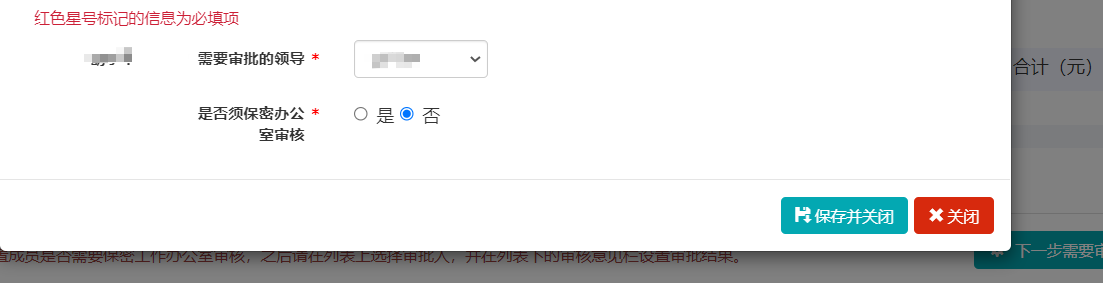 红色星号标记的信息为必填项
需要审批的领导 *
合计（元）
是否须保密办公 *
室审核
是 否
保存并关闭 关闭
置成员是否需要保密工作办公室审核，之后请在列表上选择审批人，并在列表下的审核意见栏设置审批结果。
下一步需要审